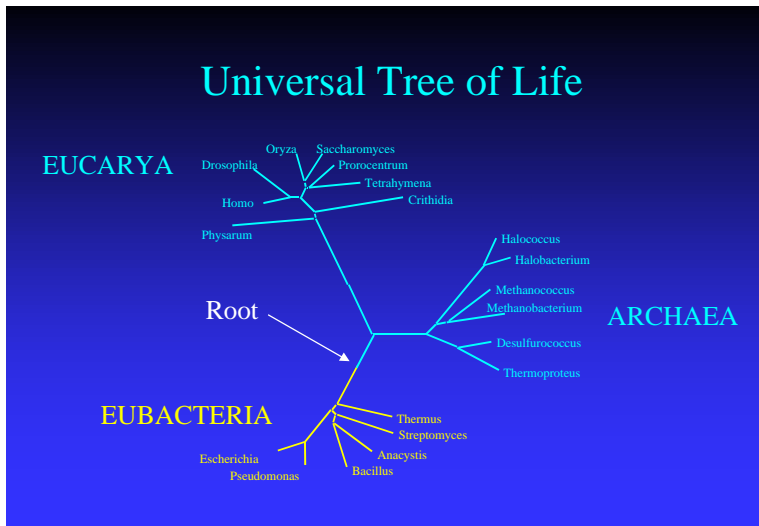 Universal Tree of Life
EUCARYA
Oryza
Saccharomyces
Drosophila
Prorocentrum
Tetrahymena
Homo
Crithidia
Physarum
Halococcus
Halobacterium
Methanococcus
Methanobacterium
ARCHAEA
Root
Desulfurococcus
Thermoproteus
EUBACTERIA
Thermus
Streptomyces
Anacystis
Escherichia
Pseudomonas
Bacillus